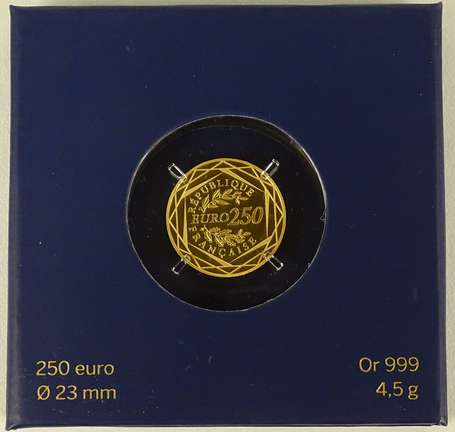 RÉPUBLIQUE
EURO 250
FRANÇAISE
250 euro
Ø 23 mm
Or 999
4,5 g